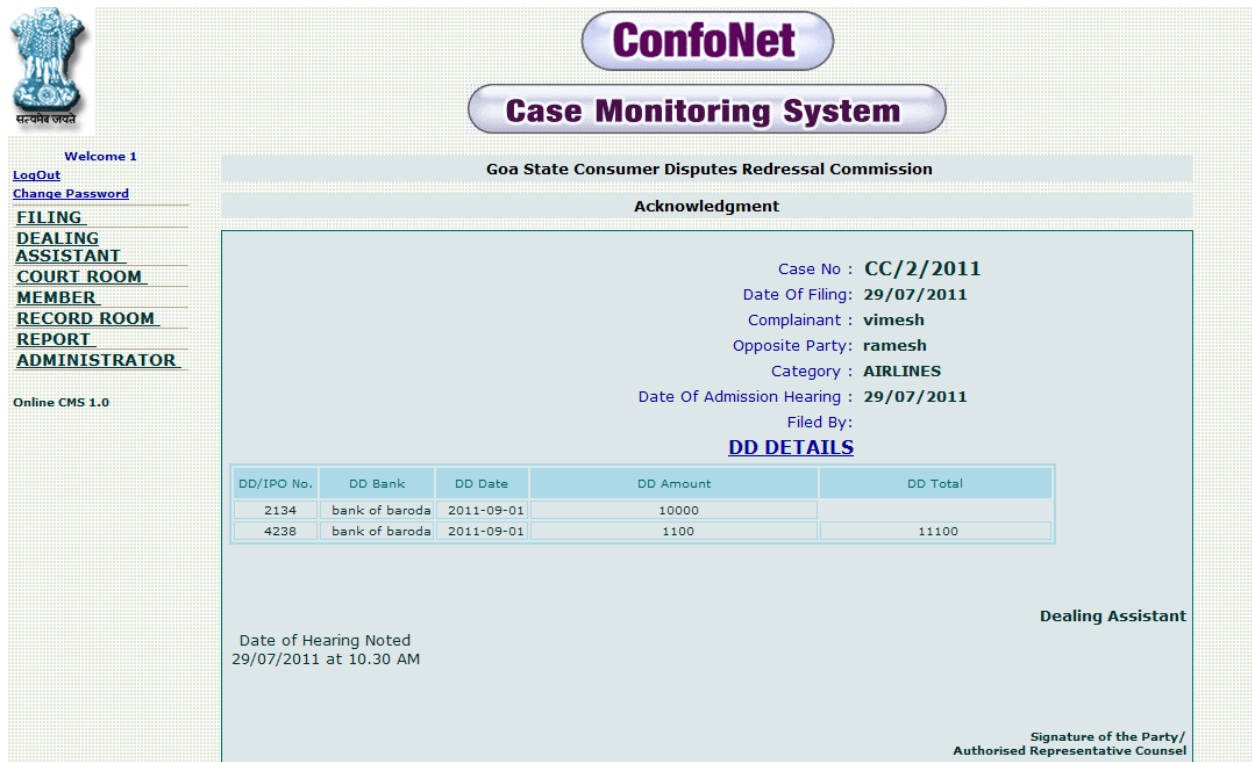 सत्यमेव जयते
ConfoNet
Case Monitoring System
Welcome 1
LogOut
Change Password
FILING
DEALING
ASSISTANT
COURT ROOM
MEMBER
RECORD ROOM
REPORT
ADMINISTRATOR
Online CMS 1.0
Goa State Consumer Disputes Redressal Commission
Acknowledgment
Case No : CC/2/2011
Date Of Filing: 29/07/2011
Complainant : vimesh
Opposite Party: ramesh
Category : AIRLINES
Date Of Admission Hearing : 29/07/2011
Filed By:
DD DETAILS
DD/IPO No. DD Bank DD Date DD Amount DD Total
2134 bank of baroda 2011-09-01 10000
4238 bank of baroda 2011-09-01 1100 11100
Dealing Assistant
Date of Hearing Noted
29/07/2011 at 10.30 AM
Signature of the Party/
Authorised Representative Counsel